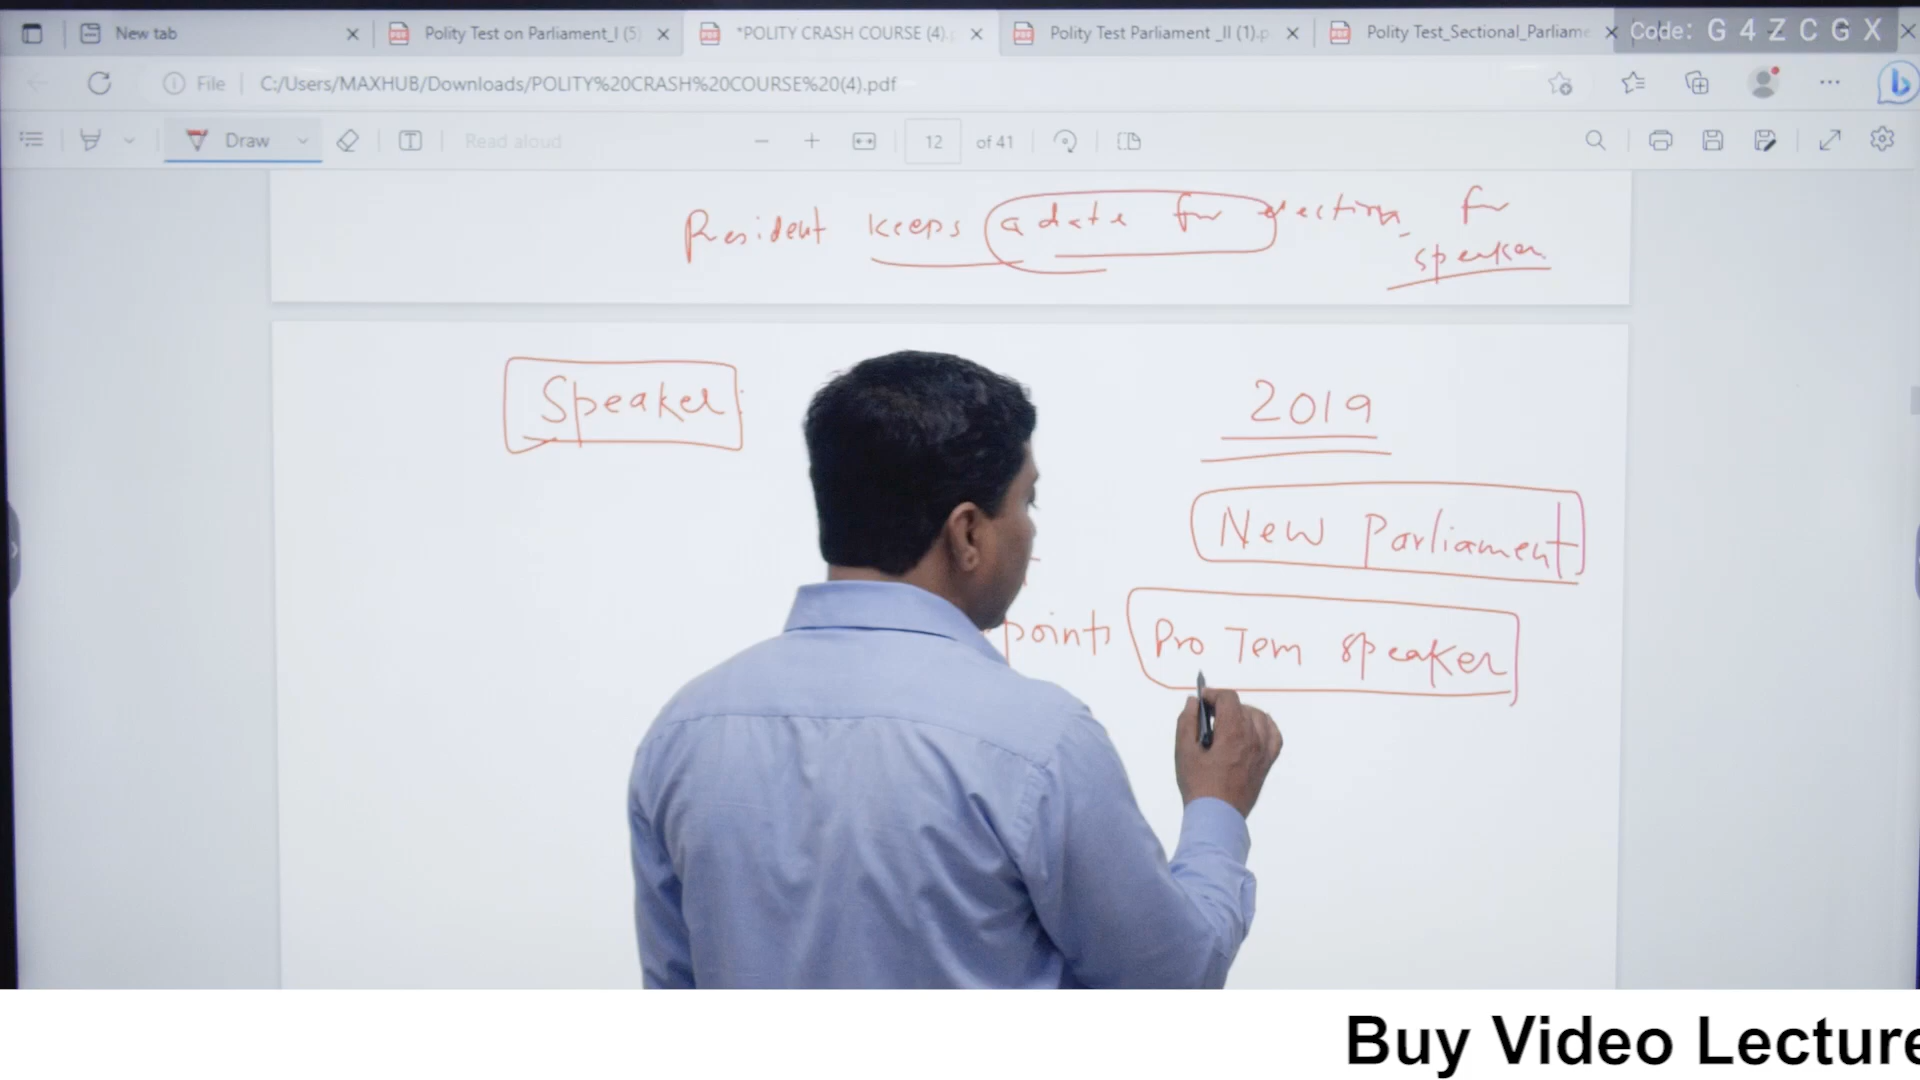 New tab
Polity Test on Parliament_I (5)
*POLITY CRASH COURSE (4).p
Polity Test Parliament _II (1).p
Polity Test_Sectional_Parliame
Code: G 4 Z C G X
File
C:/Users/MAXHUB/Downloads/POLITY%20CRASH%20COURSE%20(4).pdf
Draw
Read aloud
12 of 41
President keeps a date for election for
speaker
Speaker
2019
New Parliament
points Pro Tem speaker
Buy Video Lecture